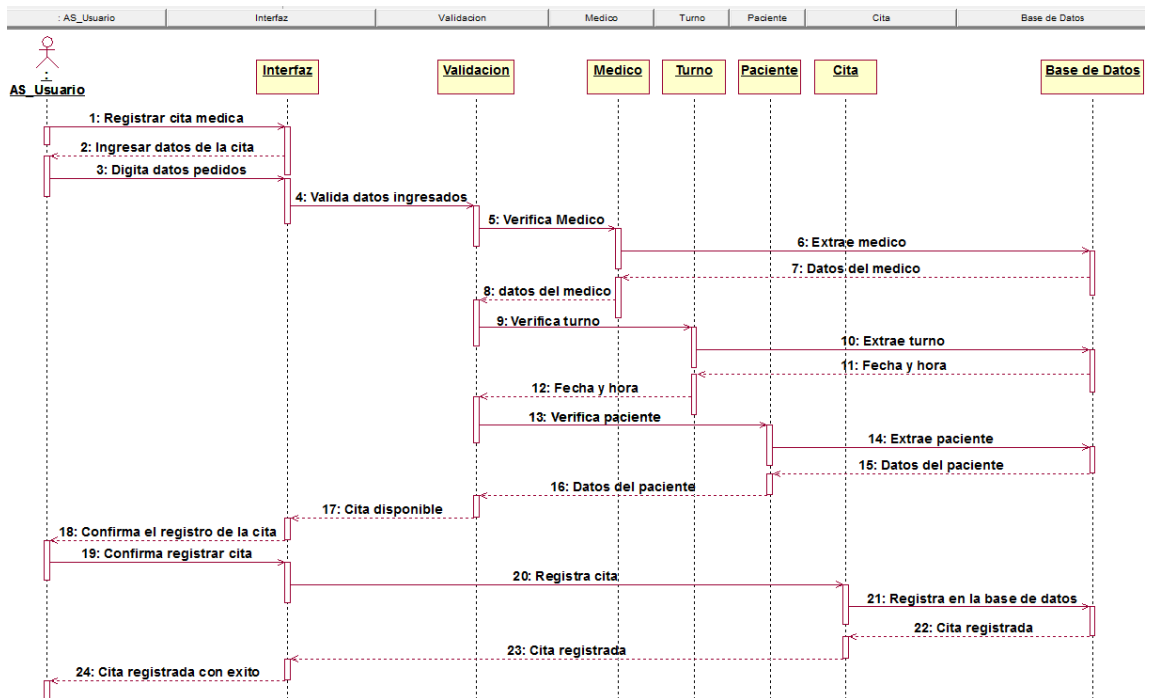 : AS_Usuario Interfaz Validacion Medico Turno Paciente Cita Base de Datos
:
AS_Usuario
Interfaz Validacion Medico Turno Paciente Cita Base de Datos
1: Registrar cita medica
2: Ingresar datos de la cita
3: Digita datos pedidos
4: Valida datos ingresados
5: Verifica Medico
6: Extrae medico
7: Datos del medico
8: datos del medico
9: Verifica turno
10: Extrae turno
11: Fecha y hora
12: Fecha y hora
13: Verifica paciente
14: Extrae paciente
15: Datos del paciente
16: Datos del paciente
17: Cita disponible
18: Confirma el registro de la cita
19: Confirma registrar cita
20: Registra cita
21: Registra en la base de datos
22: Cita registrada
23: Cita registrada
24: Cita registrada con exito